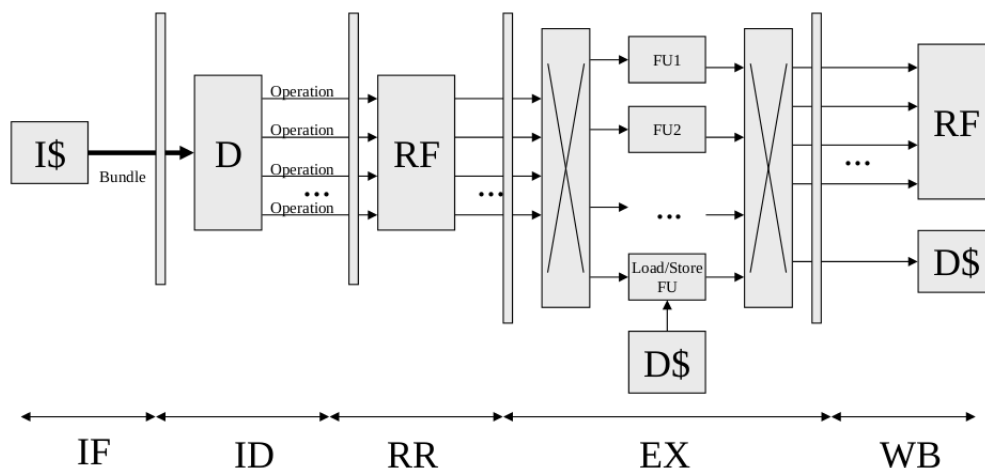 I$
Bundle
D
Operation
Operation
Operation
...
Operation
RF
...
FU1
FU2
...
Load/Store
FU
D$
...
RF
D$
IF
ID
RR
EX
WB